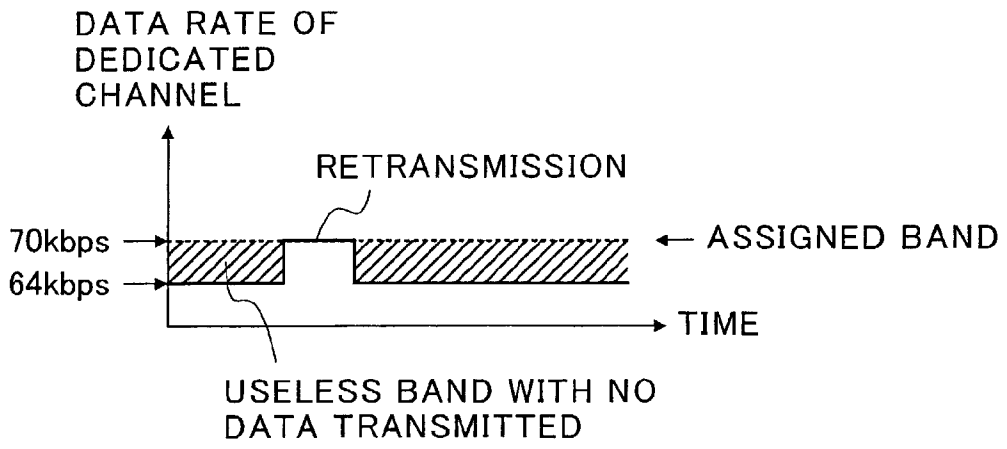 DATA RATE OF
DEDICATED
CHANNEL
RETRANSMISSION
70kbps
ASSIGNED BAND
64kbps
TIME
USELESS BAND WITH NO
DATA TRANSMITTED